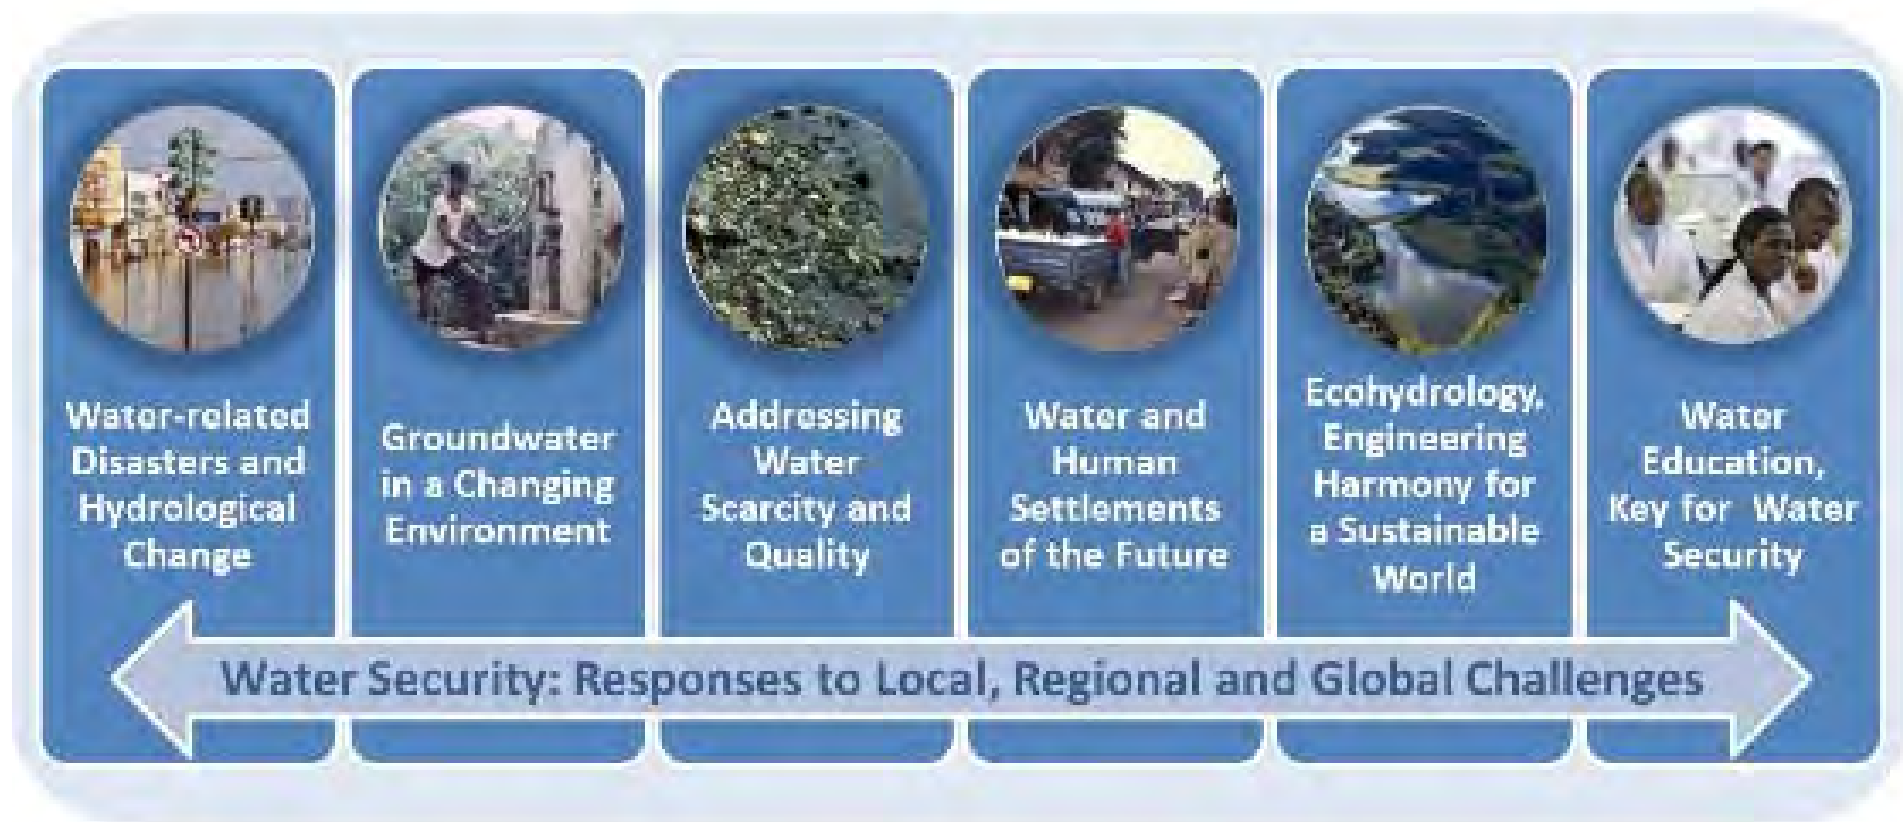 Water-related
Disasters and
Hydrological
Change
Groundwater
in a Changing
Environment
Addressing
Water
Scarcity and
Quality
Water and
Human
Settlements
of the Future
Ecohydrology,
Engineering
Harmony for
a Sustainable
World
Water
Education,
Key for Water
Security
Water Security: Responses to Local, Regional and Global Challenges